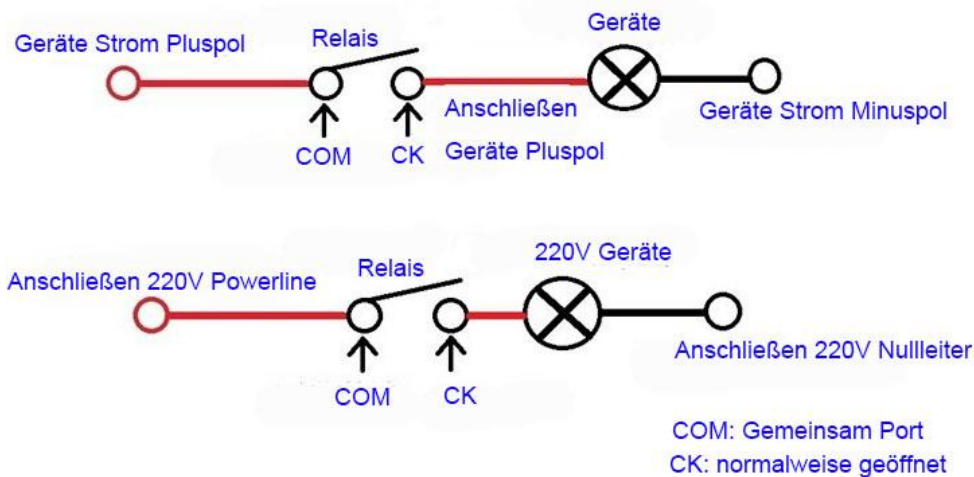 Geräte
Geräte Strom Pluspol
Relais
Anschließen
Geräte Pluspol
Geräte Strom Minuspol
COM
CK
220V Geräte
Relais
Anschließen 220V Powerline
Anschließen 220V Nullleiter
COM
CK
COM: Gemeinsam Port
CK: normalweise geöffnet